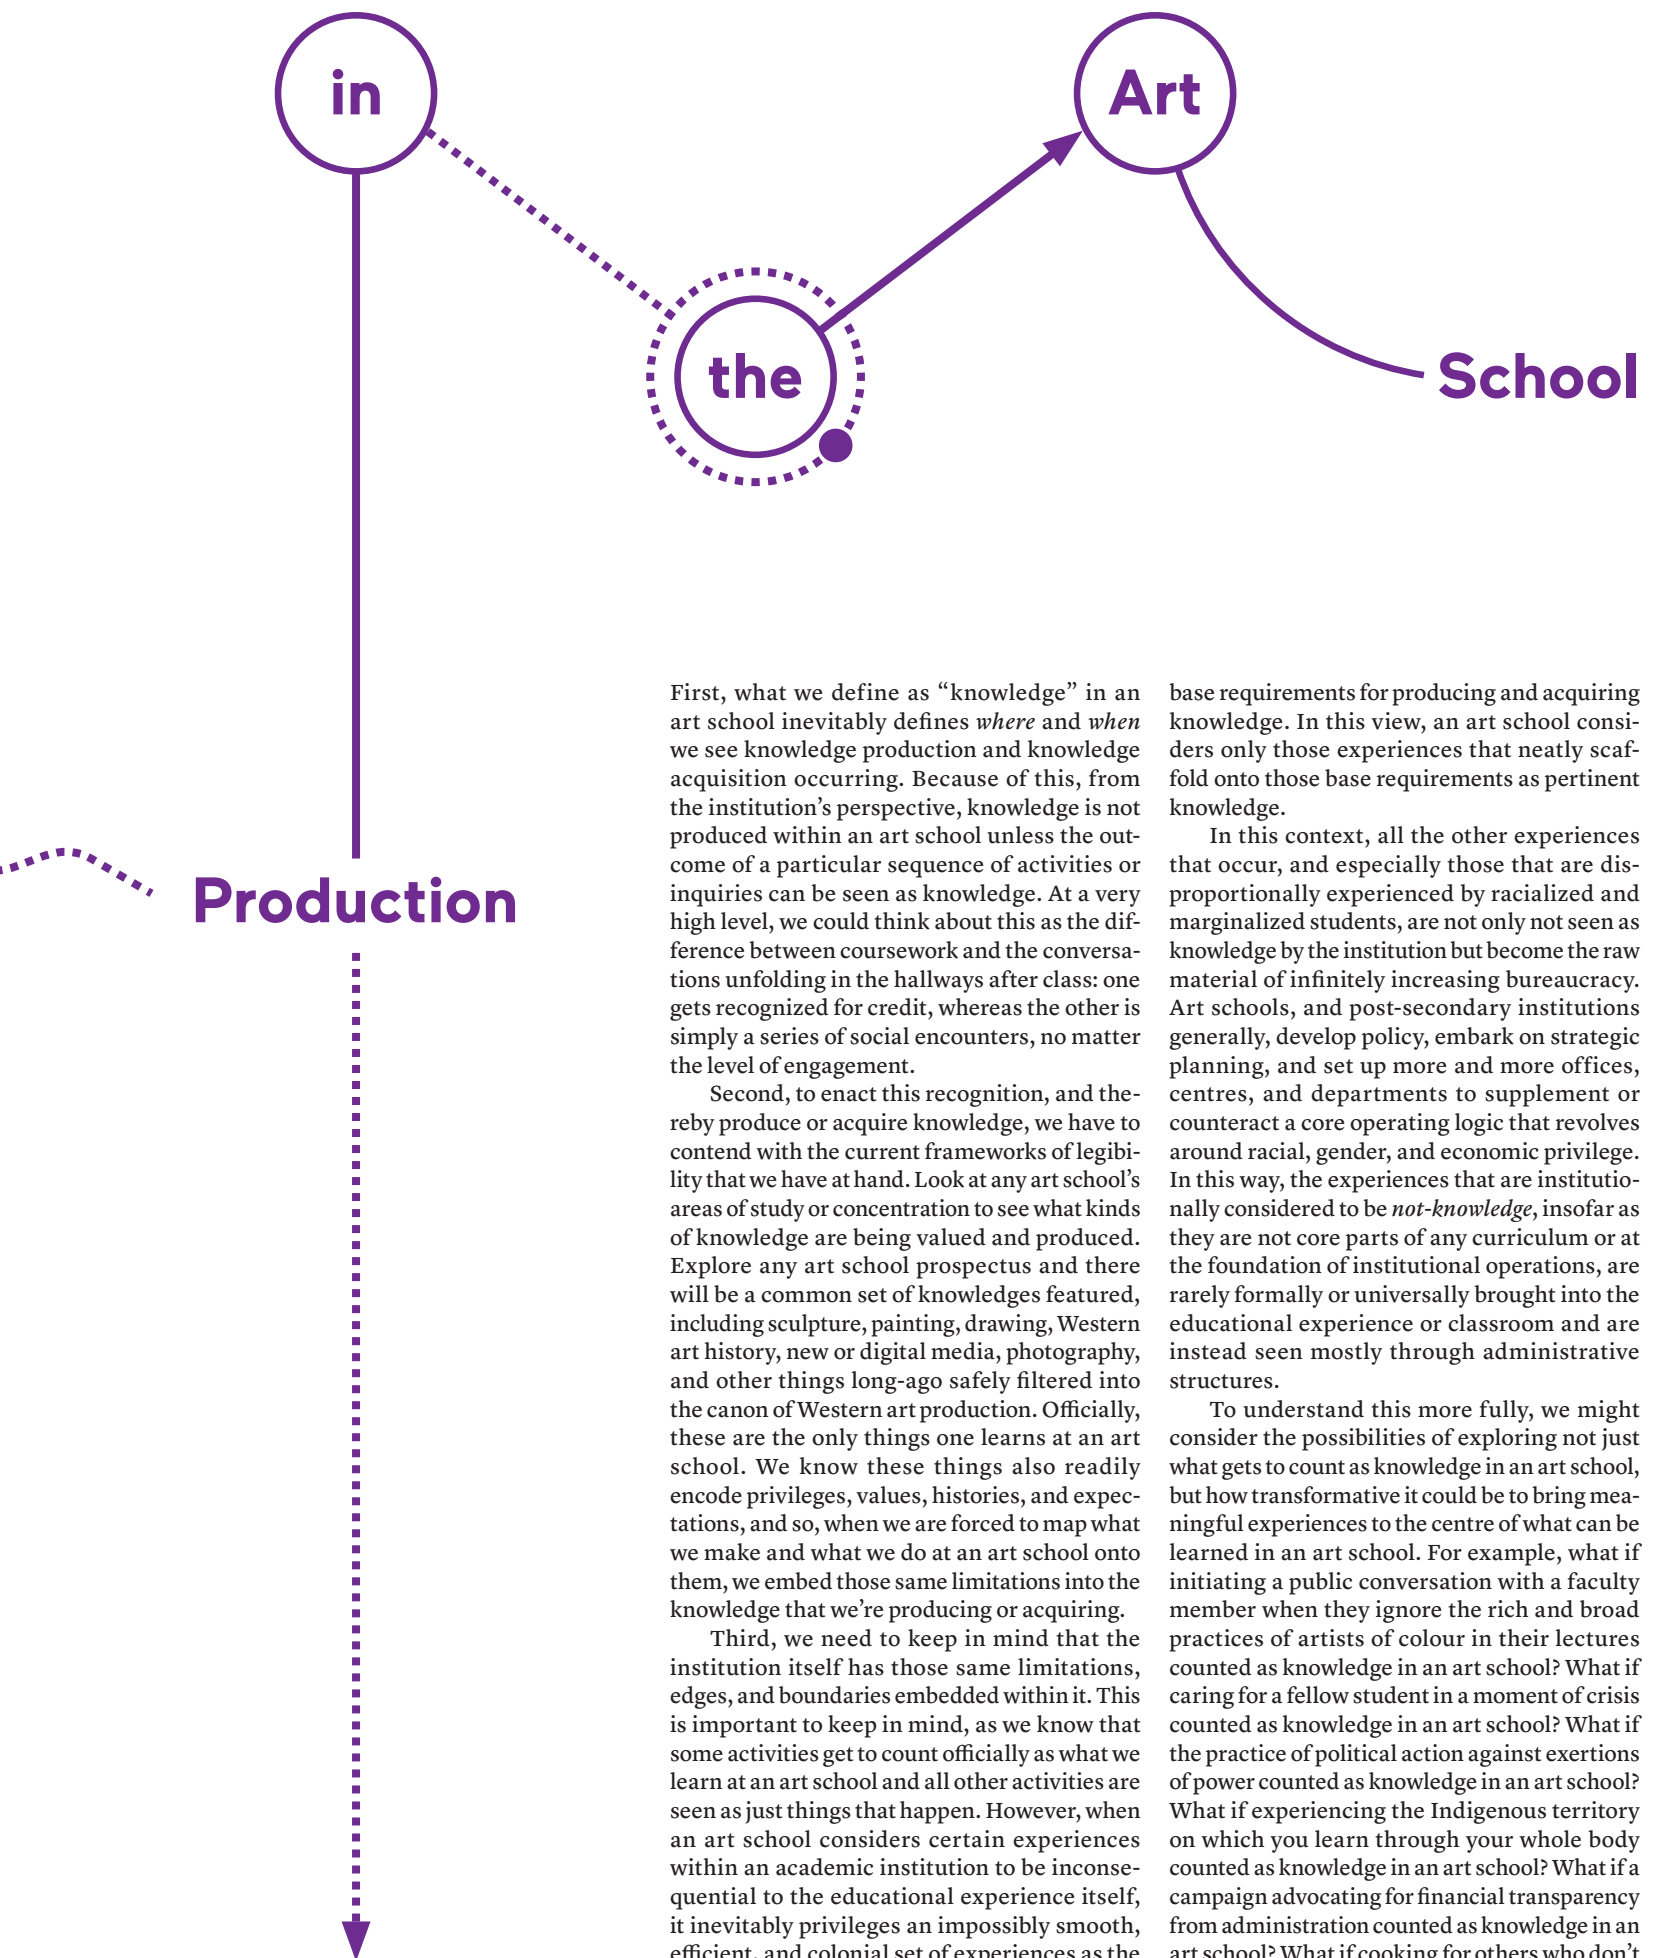 in
Art
the
School
Production
First, what we define as “knowledge” in an
art school inevitably defines where and when
we see knowledge production and knowledge
acquisition occurring. Because of this, from
the institution’s perspective, knowledge is not
produced within an art school unless the out-
come of a particular sequence of activities or
inquiries can be seen as knowledge. At a very
high level, we could think about this as the dif-
ference between coursework and the conversa-
tions unfolding in the hallways after class: one
gets recognized for credit, whereas the other is
simply a series of social encounters, no matter
the level of engagement.
Second, to enact this recognition, and the-
reby produce or acquire knowledge, we have to
contend with the current frameworks of legibi-
lity that we have at hand. Look at any art school’s
areas of study or concentration to see what kinds
of knowledge are being valued and produced.
Explore any art school prospectus and there
will be a common set of knowledges featured,
including sculpture, painting, drawing, Western
art history, new or digital media, photography,
and other things long-ago safely filtered into
the canon of Western art production. Officially,
these are the only things one learns at an art
school. We know these things also readily
encode privileges, values, histories, and expec-
tations, and so, when we are forced to map what
we make and what we do at an art school onto
them, we embed those same limitations into the
knowledge that we’re producing or acquiring.
Third, we need to keep in mind that the
institution itself has those same limitations,
edges, and boundaries embedded within it. This
is important to keep in mind, as we know that
some activities get to count officially as what we
learn at an art school and all other activities are
seen as just things that happen. However, when
an art school considers certain experiences
within an academic institution to be inconse-
quential to the educational experience itself,
it inevitably privileges an impossibly smooth,
efficient, and colonial set of experiences as the
base requirements for producing and acquiring
knowledge. In this view, an art school consi-
ders only those experiences that neatly scaf-
fold onto those base requirements as pertinent
knowledge.
In this context, all the other experiences
that occur, and especially those that are dis-
proportionally experienced by racialized and
marginalized students, are not only not seen as
knowledge by the institution but become the raw
material of infinitely increasing bureaucracy.
Art schools, and post-secondary institutions
generally, develop policy, embark on strategic
planning, and set up more and more offices,
centres, and departments to supplement or
counteract a core operating logic that revolves
around racial, gender, and economic privilege.
In this way, the experiences that are institutio-
nally considered to be not-knowledge, insofar as
they are not core parts of any curriculum or at
the foundation of institutional operations, are
rarely formally or universally brought into the
educational experience or classroom and are
instead seen mostly through administrative
structures.
To understand this more fully, we might
consider the possibilities of exploring not just
what gets to count as knowledge in an art school,
but how transformative it could be to bring mea-
ningful experiences to the centre of what can be
learned in an art school. For example, what if
initiating a public conversation with a faculty
member when they ignore the rich and broad
practices of artists of colour in their lectures
counted as knowledge in an art school? What if
caring for a fellow student in a moment of crisis
counted as knowledge in an art school? What if
the practice of political action against exertions
of power counted as knowledge in an art school?
What if experiencing the Indigenous territory
on which you learn through your whole body
counted as knowledge in an art school? What if a
campaign advocating for financial transparency
from administration counted as knowledge in an
art school? What if cooking for others who don’t